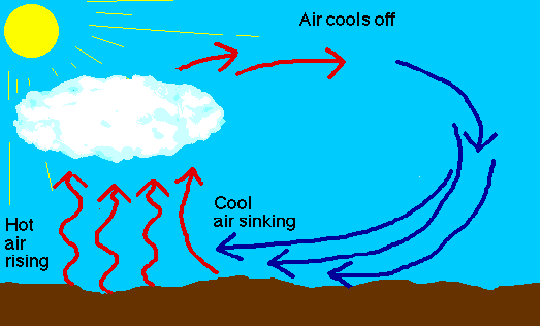 Air cools off
Cool
air sinking
Hot
air
rising